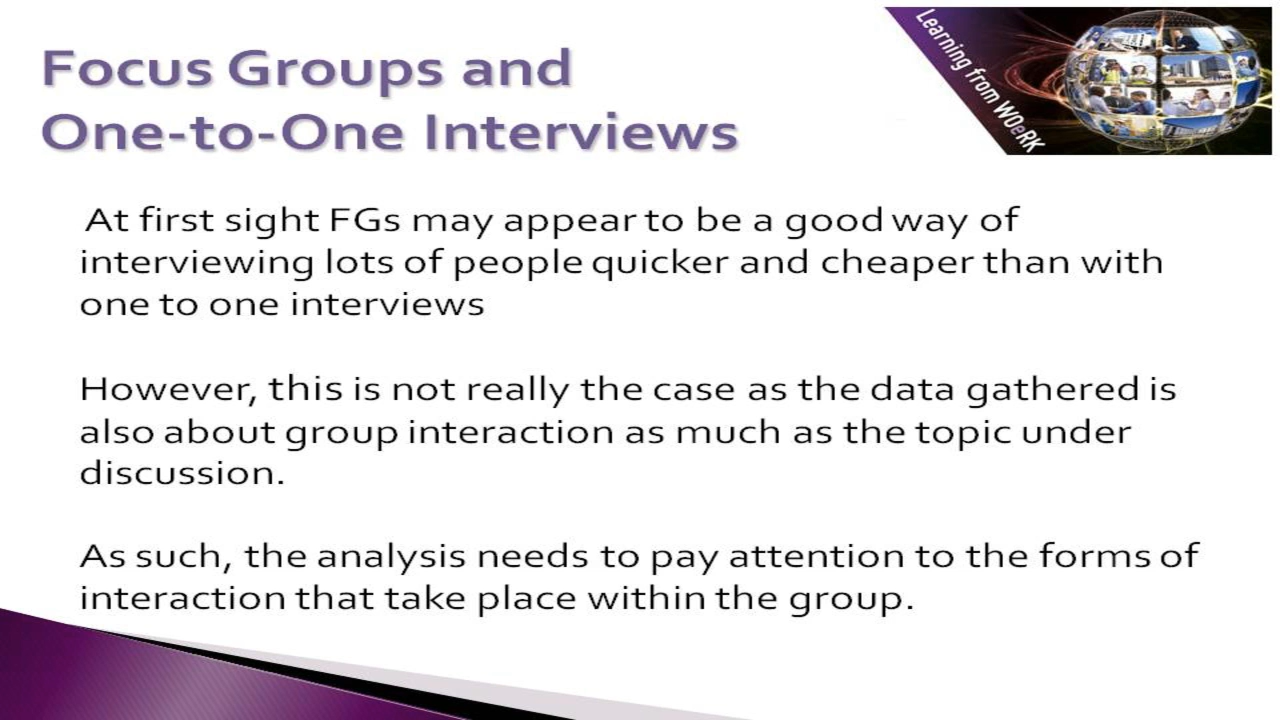 Focus Groups and
One-to-One Interviews
Learning from WOeRK
At first sight FGs may appear to be a good way of
interviewing lots of people quicker and cheaper than with
one to one interviews
However, this is not really the case as the data gathered is
also about group interaction as much as the topic under
discussion.
As such, the analysis needs to pay attention to the forms of
interaction that take place within the group.